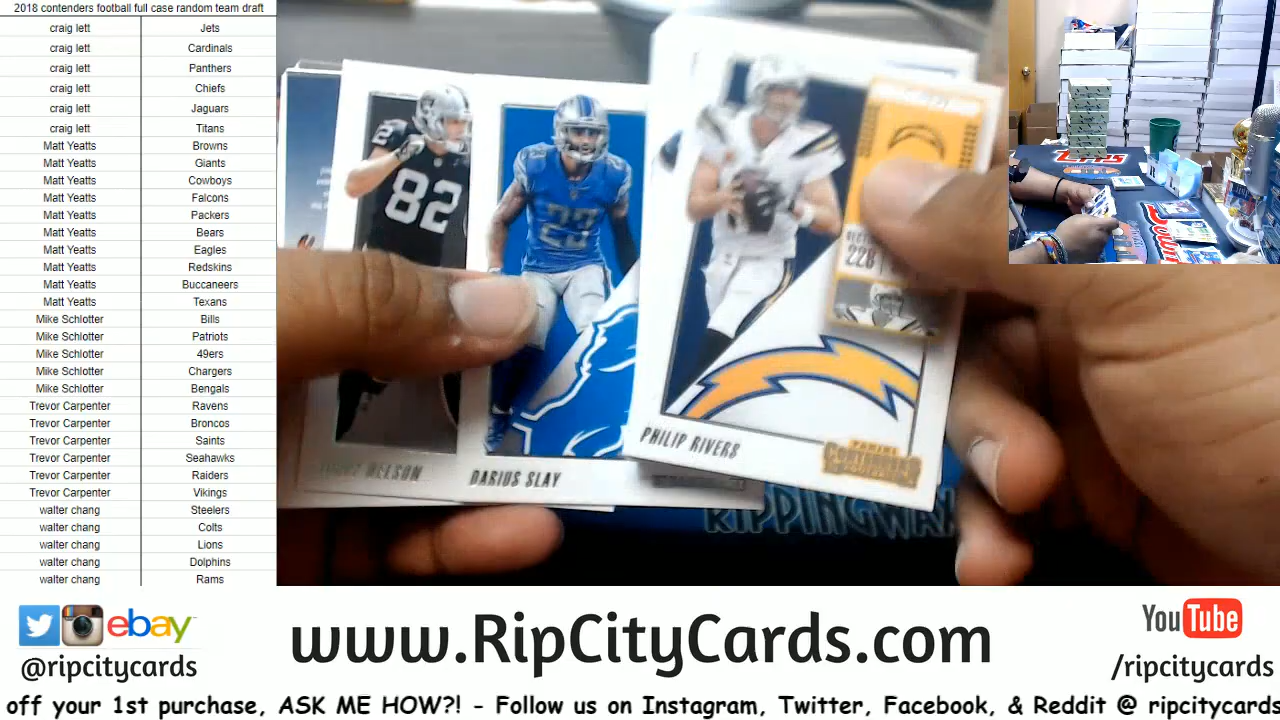 2018 contenders football full case random team draft
craig lett Jets
craig lett Cardinals
craig lett Panthers
craig lett Chiefs
craig lett Jaguars
craig lett Titans
Matt Yeatts Browns
Matt Yeatts Giants
Matt Yeatts Cowboys
Matt Yeatts Falcons
Matt Yeatts Packers
Matt Yeatts Bears
Matt Yeatts Eagles
Matt Yeatts Redskins
Matt Yeatts Buccaneers
Matt Yeatts Texans
Mike Schlotter Bills
Mike Schlotter Patriots
Mike Schlotter 49ers
Mike Schlotter Chargers
Mike Schlotter Bengals
Trevor Carpenter Ravens
Trevor Carpenter Broncos
Trevor Carpenter Saints
Trevor Carpenter Seahawks
Trevor Carpenter Raiders
Trevor Carpenter Vikings
walter chang Steelers
walter chang Colts
walter chang Lions
walter chang Dolphins
walter chang Rams
82
23
228
PHILIP RIVERS
PANINI
CONTENDERS
NELSON
DARIUS SLAY
RIPPINGWAX
ebay
@ripcitycards
www.RipCityCards.com
YouTube
/ripcitycards
off your 1st purchase, ASK ME HOW?! - Follow us on Instagram, Twitter, Facebook, & Reddit @ ripcitycards